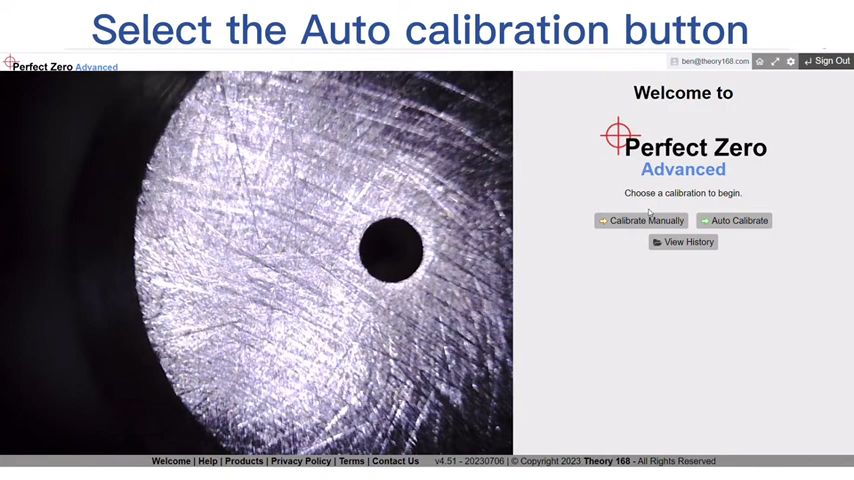 Select the Auto calibration button
Perfect Zero Advanced
ben@theory168.com
Sign Out
Welcome to
Perfect Zero
Advanced
Choose a calibration to begin.
Calibrate Manually
Auto Calibrate
View History
Welcome | Help | Products | Privacy Policy | Terms | Contact Us v4.51 - 20230706 | © Copyright 2023 Theory 168 - All Rights Reserved